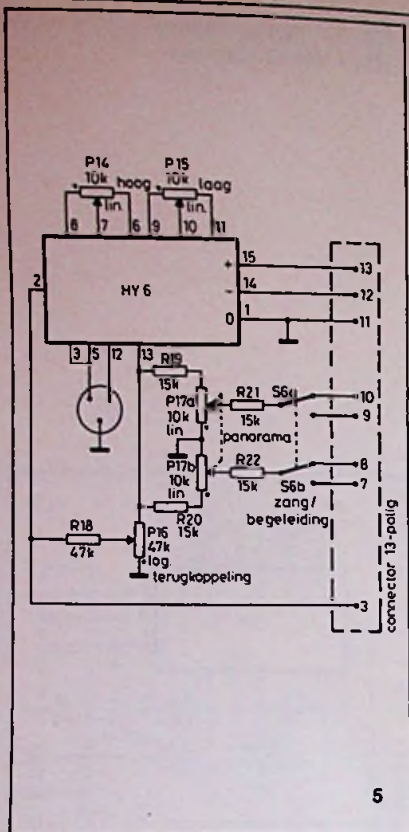 P14
10k
hoog
lin.
P15
10k
laog
lin.
8 7 6 9 10 11
2
HY 6
+ 15
- 14
0 1
3 5 12 13
R19
15k
P17a
10k
lin
P17b
10k
lin
R20
15k
R21
15k
panorama
R22
15k
S6b
zang/
begeleiding
R18
47k
P16
47k
log.
terugkoppeling
13
12
11
10
9
8
7
3
connector 13-polig
5